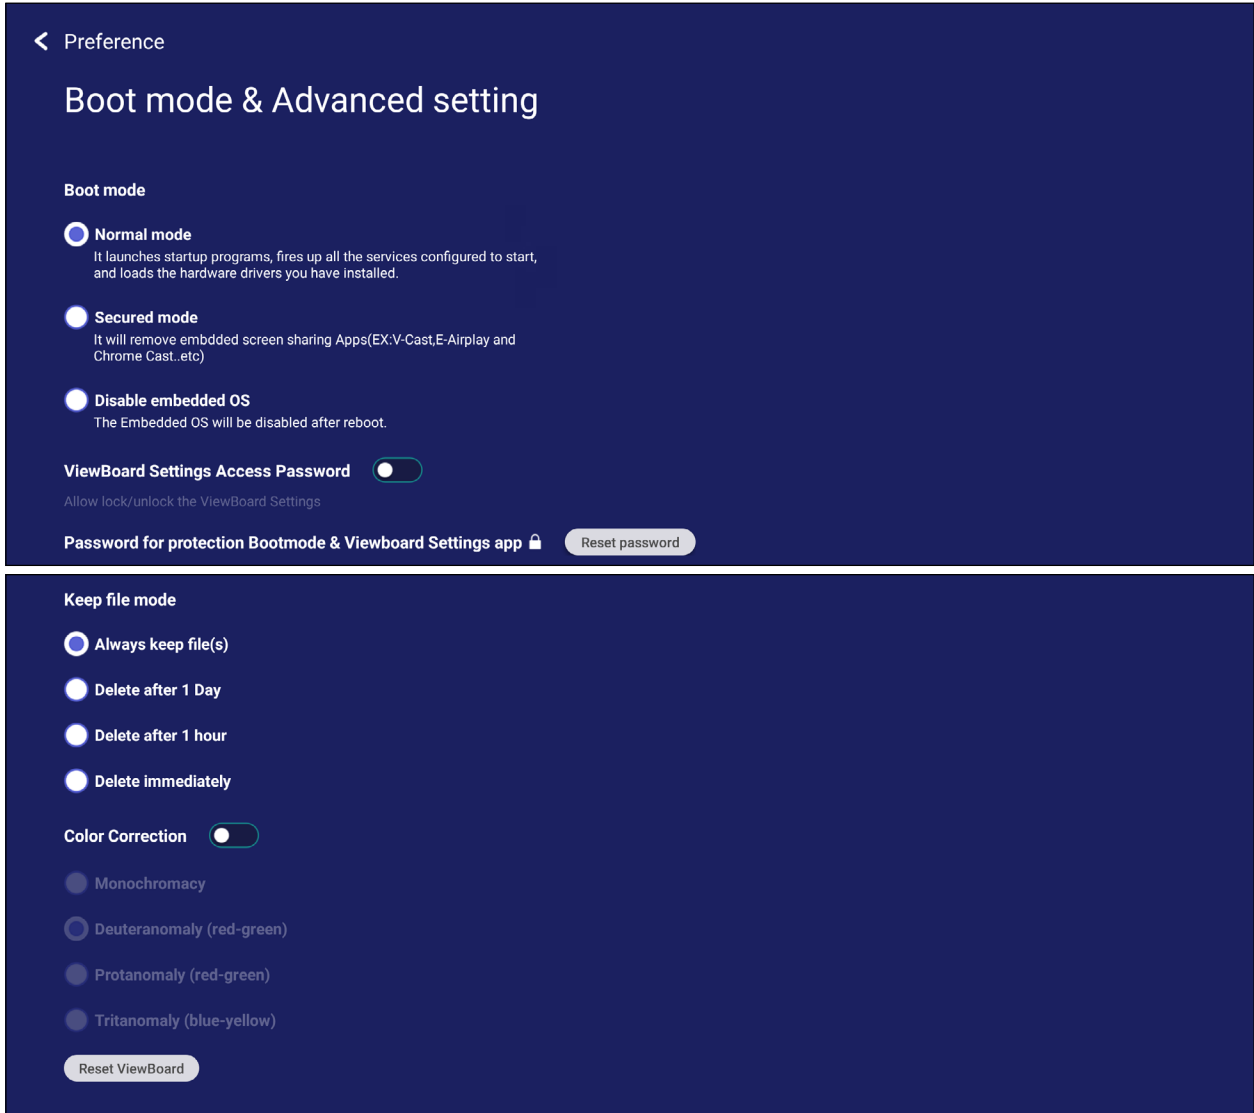 Preference
Boot mode & Advanced setting
Boot mode
Normal mode
It launches startup programs, fires up all the services configured to start,
and loads the hardware drivers you have installed.
Secured mode
It will remove embdded screen sharing Apps(EX:V-Cast,E-Airplay and
Chrome Cast..etc)
Disable embedded OS
The Embedded OS will be disabled after reboot.
ViewBoard Settings Access Password
Allow lock/unlock the ViewBoard Settings
Password for protection Bootmode & Viewboard Settings app Reset password
Keep file mode
Always keep file(s)
Delete after 1 Day
Delete after 1 hour
Delete immediately
Color Correction
Monochromacy
Deuteranomaly (red-green)
Protanomaly (red-green)
Tritanomaly (blue-yellow)
Reset ViewBoard